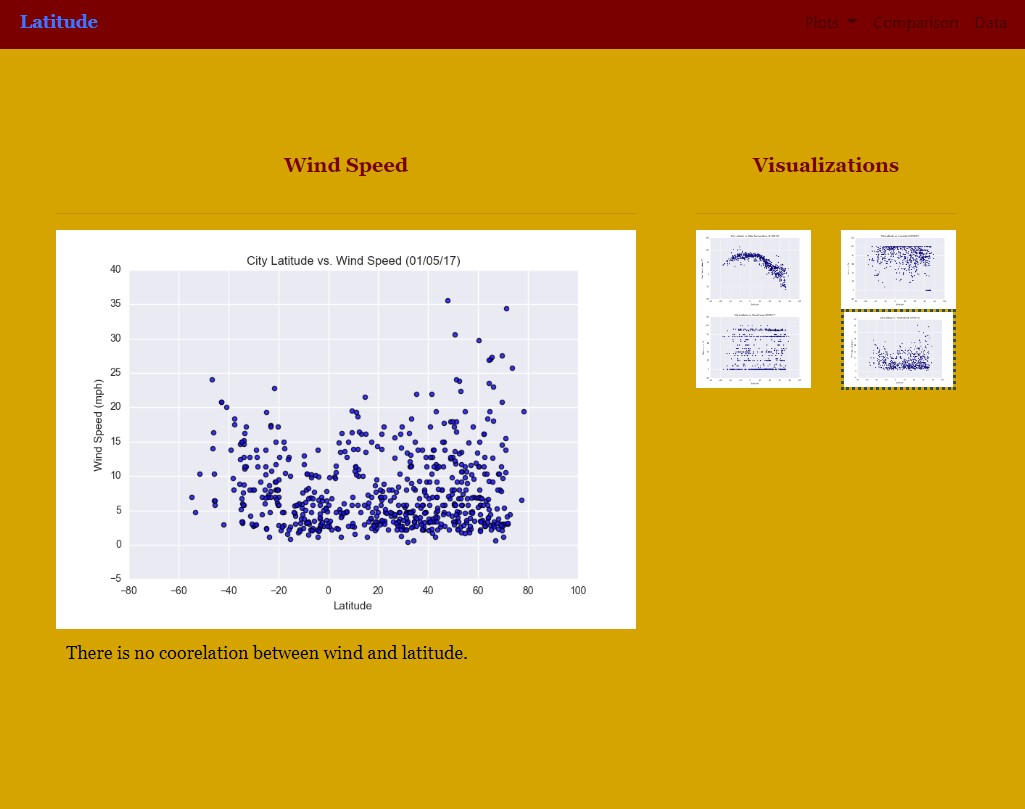 Latitude
Plots Comparison Data
Wind Speed
Visualizations
City Latitude vs. Wind Speed (01/05/17)
40
35
30
25
20
15
10
5
0
−5
Wind Speed (mph)
−80 −60 −40 −20 0 20 40 60 80 100
Latitude
There is no coorelation between wind and latitude.